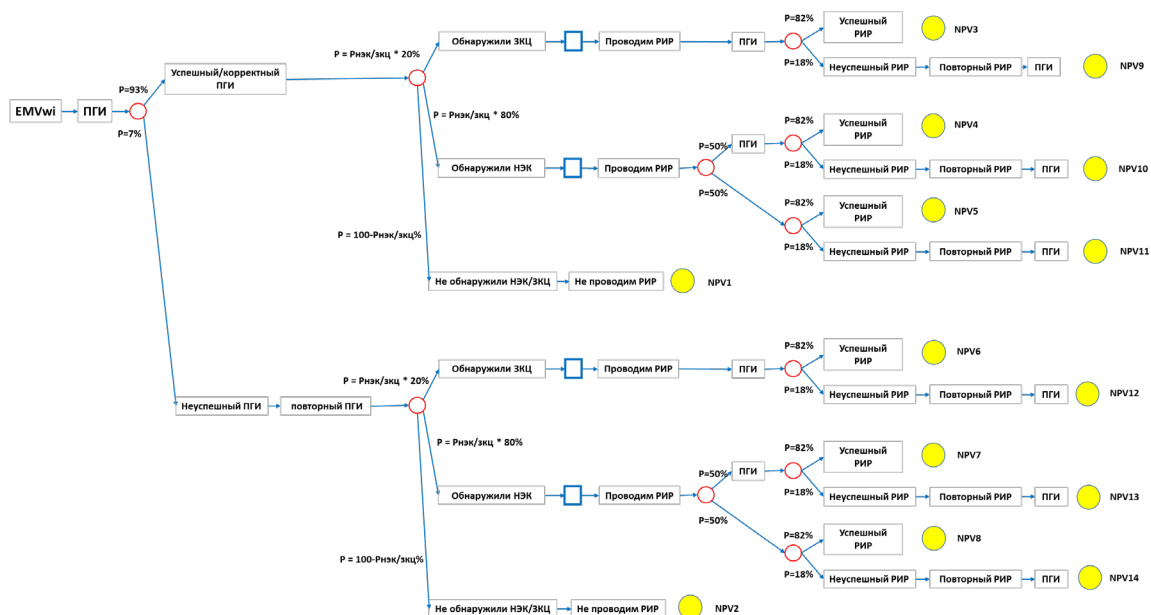 P=82%
Успешный
РИР
NPV3
P = Pнэк/зкц * 20%
Обнаружили ЗКЦ
Проводим РИР
ПГИ
P=18%
Неуспешный РИР
Повторный РИР
ПГИ
NPV9
Успешный/корректный
ПГИ
P=93%
EMVwi
ПГИ
P=7%
P = Pнэк/зкц * 80%
P=82%
Успешный
РИР
NPV4
P=50%
ПГИ
Обнаружили НЭК
Проводим РИР
P=18%
Неуспешный РИР
Повторный РИР
ПГИ
NPV10
P=50%
P=82%
Успешный
РИР
NPV5
P = 100-Pнэк/зкц%
P=18%
Неуспешный РИР
Повторный РИР
ПГИ
NPV11
Не обнаружили НЭК/ЗКЦ
Не проводим РИР
NPV1
P=82%
Успешный
РИР
NPV6
P = Pнэк/зкц * 20%
Обнаружили ЗКЦ
Проводим РИР
ПГИ
P=18%
Неуспешный РИР
Повторный РИР
ПГИ
NPV12
Неуспешный ПГИ
повторный ПГИ
P = Pнэк/зкц * 80%
P=82%
Успешный
РИР
NPV7
P=50%
ПГИ
Обнаружили НЭК
Проводим РИР
P=18%
Неуспешный РИР
Повторный РИР
ПГИ
NPV13
P=50%
P=82%
Успешный
РИР
NPV8
P = 100-Pнэк/зкц%
P=18%
Неуспешный РИР
Повторный РИР
ПГИ
NPV14
Не обнаружили НЭК/ЗКЦ
Не проводим РИР
NPV2